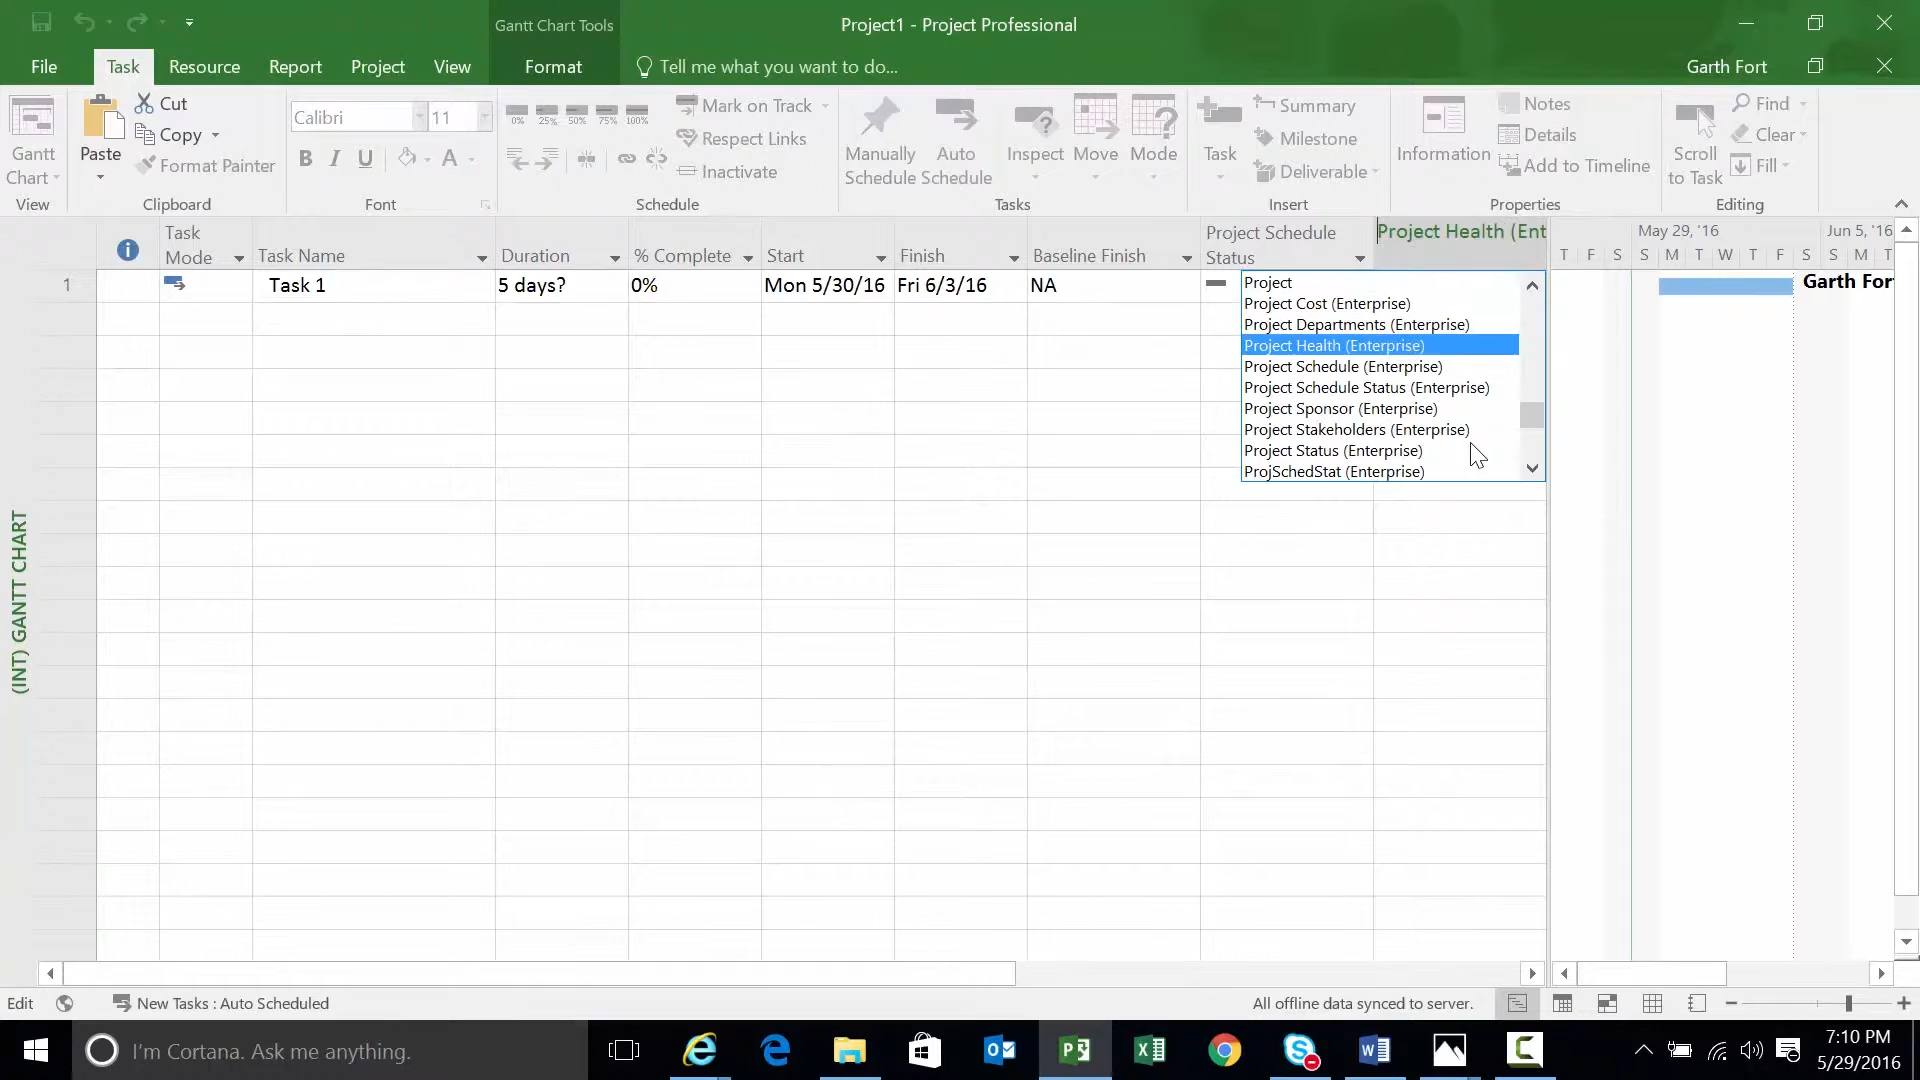 Gantt Chart Tools
Project1 - Project Professional
File
Task
Resource
Report
Project
View
Format
Tell me what you want to do...
Garth Fort
Gantt
Chart
View
Paste
Cut
Copy
Format Painter
Clipboard
Calibri
11
B I U A
Font
0% 25% 50% 75% 100%
Mark on Track
Respect Links
Inactivate
Schedule
Manually
Schedule
Auto
Schedule
Inspect
Move
Mode
Tasks
Task
Summary
Milestone
Deliverable
Insert
Information
Notes
Details
Add to Timeline
Properties
Scroll
to Task
Find
Clear
Fill
Editing
Task
Mode
Task Name
Duration
% Complete
Start
Finish
Baseline Finish
Project Schedule
Status
Project Health (Ent
May 29, '16
Jun 5, '16
T F S S M T W T F S S M T
1
Task 1
5 days?
0%
Mon 5/30/16
Fri 6/3/16
NA
Garth For
Project
Project Cost (Enterprise)
Project Departments (Enterprise)
Project Health (Enterprise)
Project Schedule (Enterprise)
Project Schedule Status (Enterprise)
Project Sponsor (Enterprise)
Project Stakeholders (Enterprise)
Project Status (Enterprise)
ProjSchedStat (Enterprise)
(INT) GANTT CHART
Edit
New Tasks : Auto Scheduled
All offline data synced to server.
I'm Cortana. Ask me anything.
7:10 PM
5/29/2016